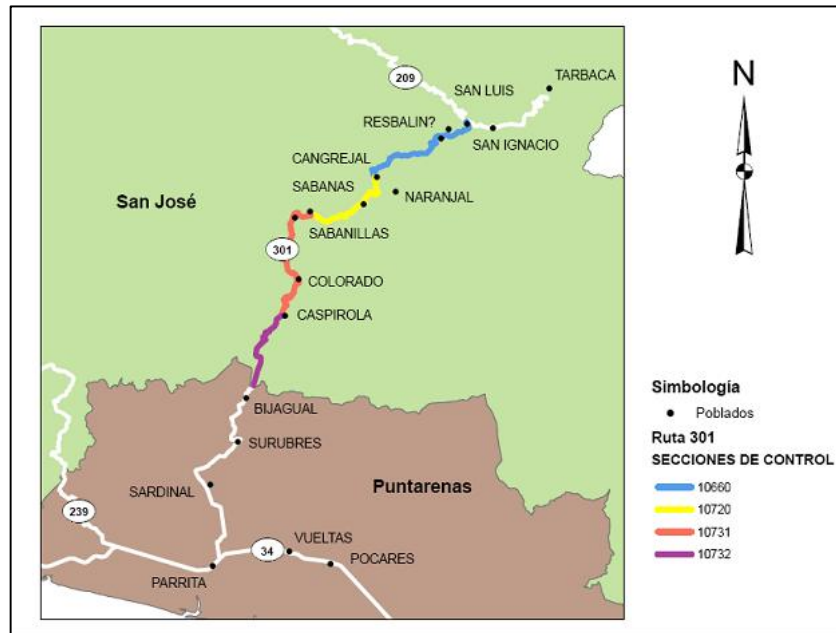 209
TARBACA
SAN LUIS
RESBALIN?
SAN IGNACIO
CANGREJAL
NARANJAL
SABANAS
San José
SABANILLAS
301
COLORADO
CASPIROLA
BIJAGUAL
SURUBRES
SARDINAL
Puntarenas
239
VUELTAS
34
POCARES
PARRITA
N
Simbología
Poblados
Ruta 301
SECCIONES DE CONTROL
10660
10720
10731
10732